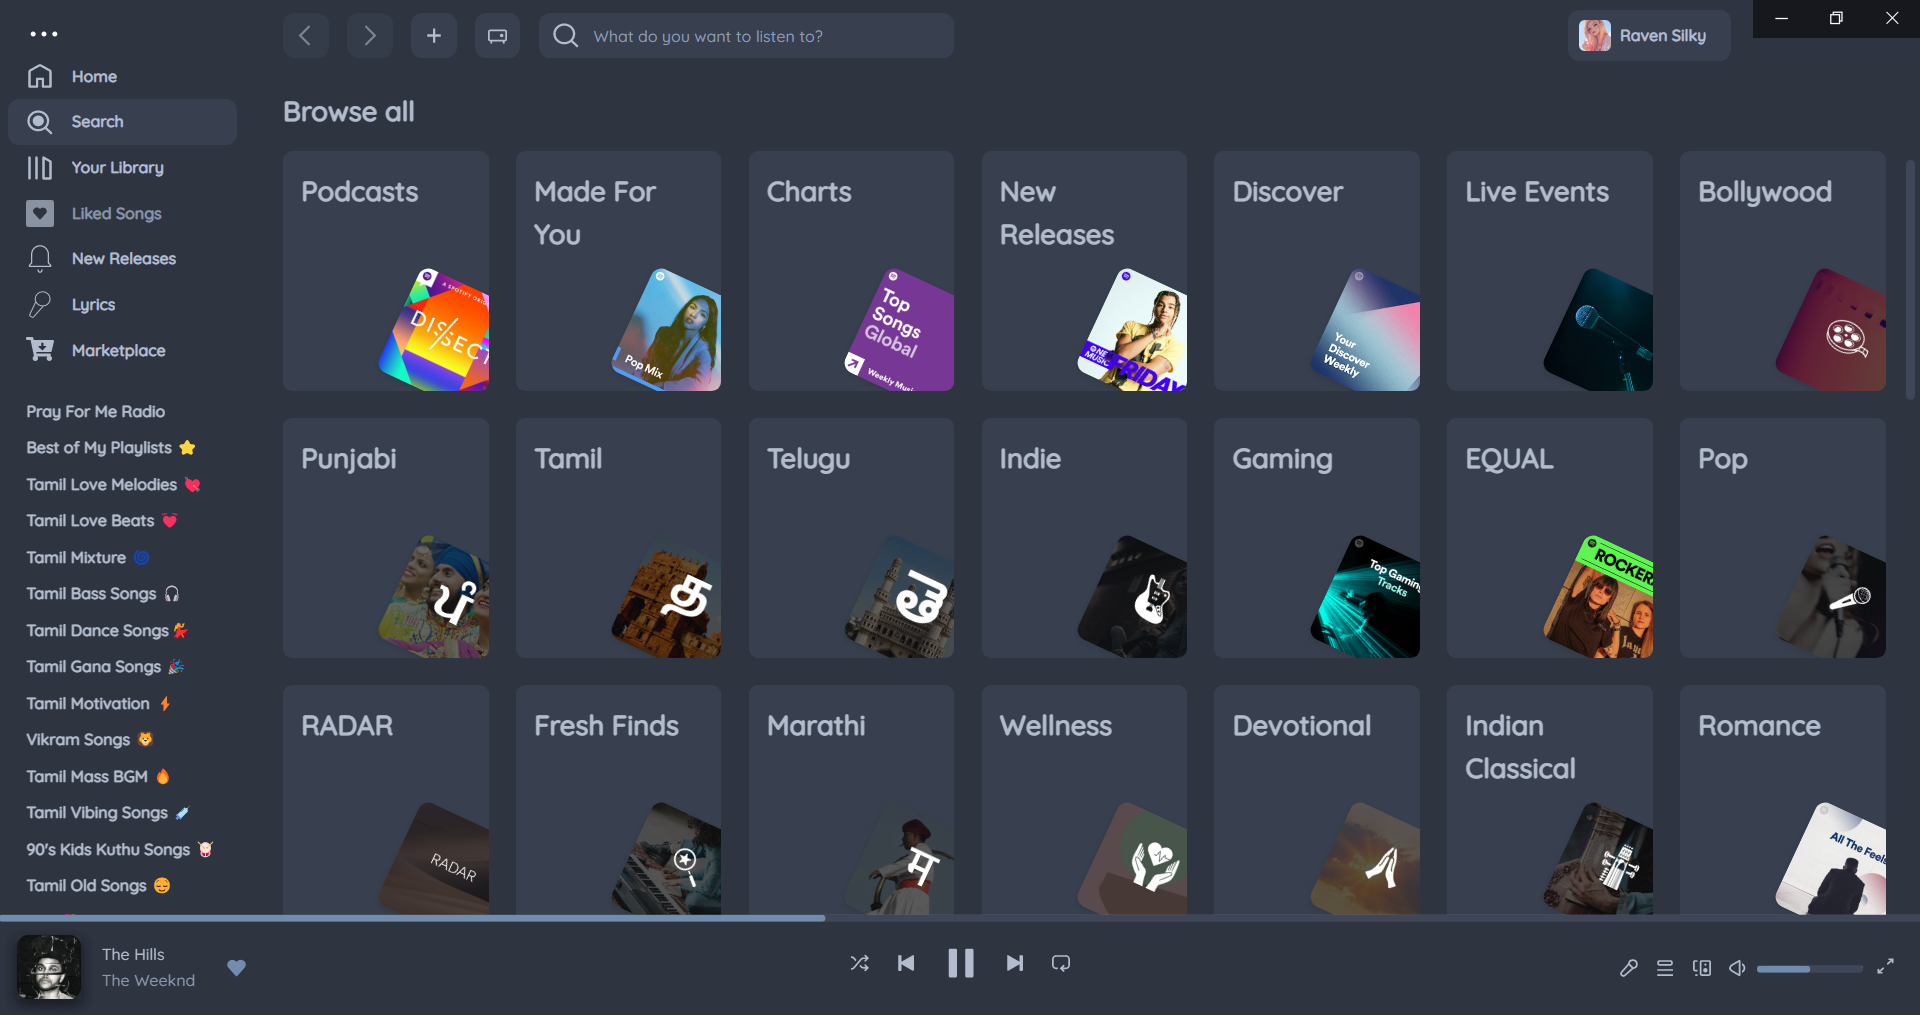 What do you want to listen to?
Raven Silky
Home
Search
Your Library
Liked Songs
New Releases
Lyrics
Marketplace
Pray For Me Radio
Best of My Playlists ⭐
Tamil Love Melodies 💘
Tamil Love Beats 💓
Tamil Mixture 🌀
Tamil Bass Songs 🎧
Tamil Dance Songs 💃
Tamil Gana Songs 🎉
Tamil Motivation ⚡
Vikram Songs 🦁
Tamil Mass BGM 🔥
Tamil Vibing Songs
90's Kids Kuthu Songs
Tamil Old Songs 😌
Browse all
Podcasts
DISSECT
Made For
You
Pop Mix
Charts
Top
Songs
Global
Weekly
New
Releases
FRIDAY
Discover
Your
Discover
Weekly
Live Events
Bollywood
Punjabi
ਪੰ
Tamil
த
Telugu
తె
Indie
Gaming
Top
Tracks
EQUAL
Pop
RADAR
RADAR
Fresh Finds
Marathi
म
Wellness
Devotional
Indian
Classical
Romance
All The Feels
The Hills
The Weeknd